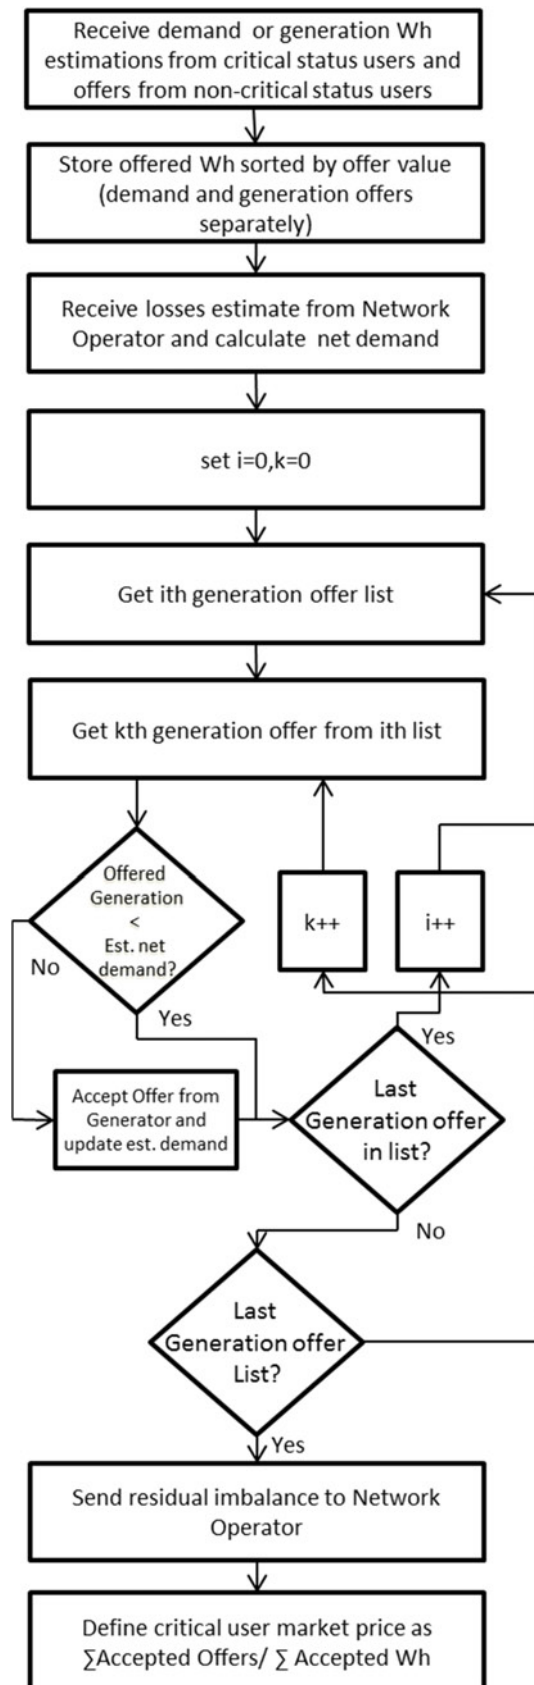 Receive demand or generation Wh
estimations from critical status users and
offers from non-critical status users
Store offered Wh sorted by offer value
(demand and generation offers
separately)
Receive losses estimate from Network
Operator and calculate net demand
set i=0,k=0
Get ith generation offer list
Get kth generation offer from ith list
Offered
Generation
<
Est. net
demand?
No
Yes
k++
i++
Accept Offer from
Generator and
update est. demand
Yes
Last
Generation offer
in list?
No
Last
Generation offer
List?
Yes
Send residual imbalance to Network
Operator
Define critical user market price as
∑Accepted Offers/ ∑ Accepted Wh